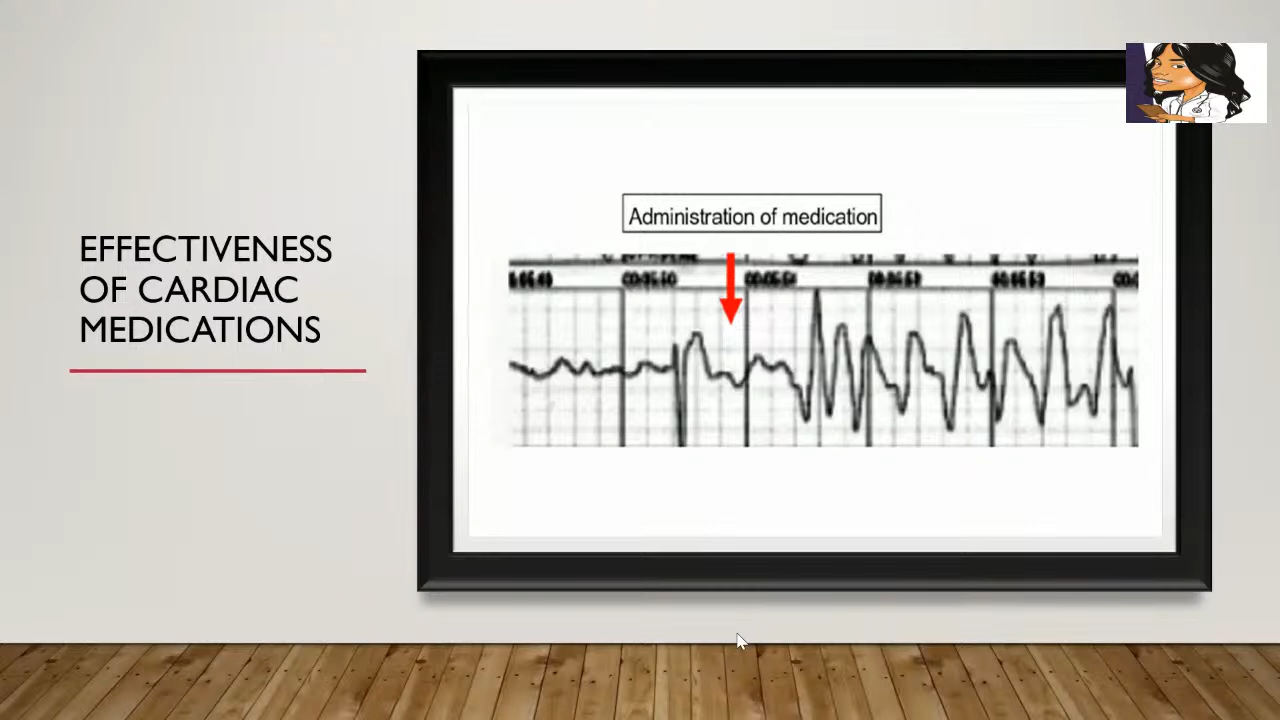 Administration of medication
EFFECTIVENESS
OF CARDIAC
MEDICATIONS